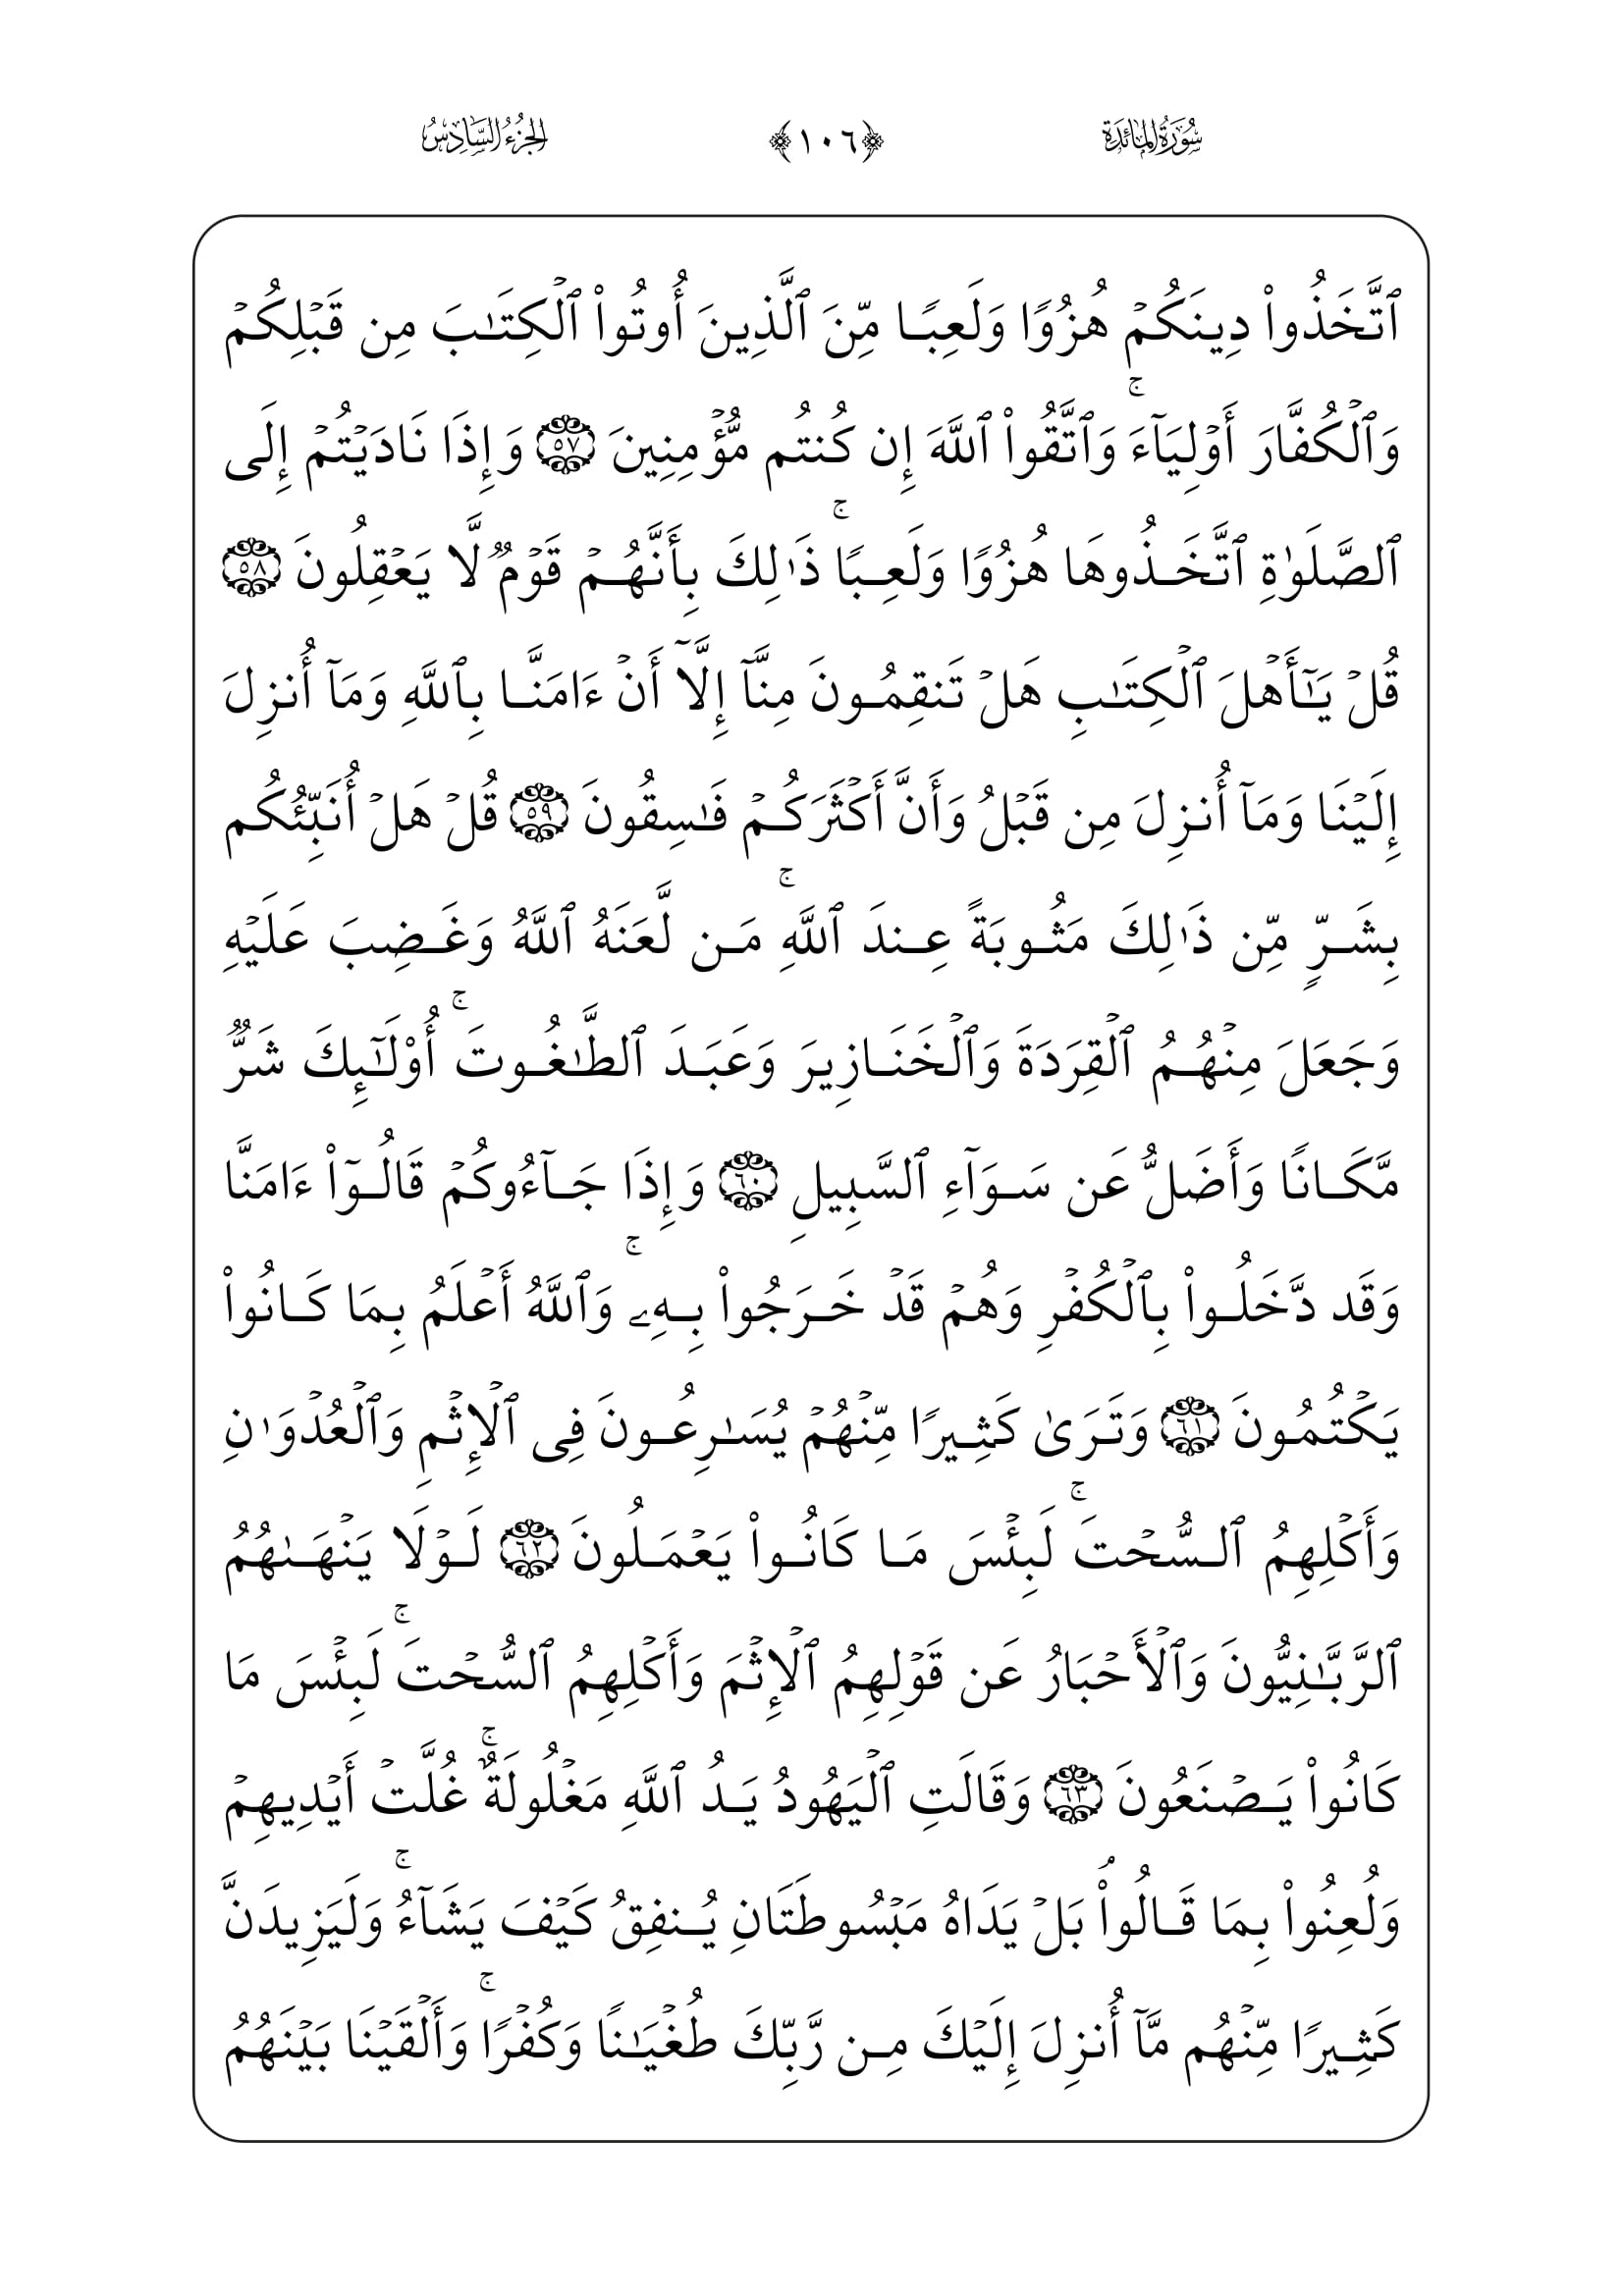 سُورَةُ المَائدة ﴿١٠٦﴾ الجُزْءُ السَّادِسُ
ٱتَّخَذُواْ دِينَكُمۡ هُزُوٗا وَلَعِبٗا مِّنَ ٱلَّذِينَ أُوتُواْ ٱلۡكِتَٰبَ مِن قَبۡلِكُمۡ
وَٱلۡكُفَّارَ أَوۡلِيَآءَۚ وَٱتَّقُواْ ٱللَّهَ إِن كُنتُم مُّؤۡمِنِينَ ٥٧ وَإِذَا نَادَيۡتُمۡ إِلَى
ٱلصَّلَوٰةِ ٱتَّخَذُوهَا هُزُوٗا وَلَعِبٗاۚ ذَٰلِكَ بِأَنَّهُمۡ قَوۡمٞ لَّا يَعۡقِلُونَ ٥٨
قُلۡ يَٰٓأَهۡلَ ٱلۡكِتَٰبِ هَلۡ تَنقِمُونَ مِنَّآ إِلَّآ أَنۡ ءَامَنَّا بِٱللَّهِ وَمَآ أُنزِلَ
إِلَيۡنَا وَمَآ أُنزِلَ مِن قَبۡلُ وَأَنَّ أَكۡثَرَكُمۡ فَٰسِقُونَ ٥٩ قُلۡ هَلۡ أُنَبِّئُكُم
بِشَرّٖ مِّن ذَٰلِكَ مَثُوبَةً عِندَ ٱللَّهِۚ مَن لَّعَنَهُ ٱللَّهُ وَغَضِبَ عَلَيۡهِ
وَجَعَلَ مِنۡهُمُ ٱلۡقِرَدَةَ وَٱلۡخَنَازِيرَ وَعَبَدَ ٱلطَّٰغُوتَۚ أُوْلَٰٓئِكَ شَرّٞ
مَّكَانٗا وَأَضَلُّ عَن سَوَآءِ ٱلسَّبِيلِ ٦٠ وَإِذَا جَآءُوكُمۡ قَالُوٓاْ ءَامَنَّا
وَقَد دَّخَلُواْ بِٱلۡكُفۡرِ وَهُمۡ قَدۡ خَرَجُواْ بِهِۦۚ وَٱللَّهُ أَعۡلَمُ بِمَا كَانُواْ
يَكۡتُمُونَ ٦١ وَتَرَىٰ كَثِيرٗا مِّنۡهُمۡ يُسَٰرِعُونَ فِي ٱلۡإِثۡمِ وَٱلۡعُدۡوَٰنِ
وَأَكۡلِهِمُ ٱلسُّحۡتَۚ لَبِئۡسَ مَا كَانُواْ يَعۡمَلُونَ ٦٢ لَوۡلَا يَنۡهَىٰهُمُ
ٱلرَّبَّٰنِيُّونَ وَٱلۡأَحۡبَارُ عَن قَوۡلِهِمُ ٱلۡإِثۡمَ وَأَكۡلِهِمُ ٱلسُّحۡتَۚ لَبِئۡسَ مَا
كَانُواْ يَصۡنَعُونَ ٦٣ وَقَالَتِ ٱلۡيَهُودُ يَدُ ٱللَّهِ مَغۡلُولَةٌۚ غُلَّتۡ أَيۡدِيهِمۡ
وَلُعِنُواْ بِمَا قَالُواْۘ بَلۡ يَدَاهُ مَبۡسُوطَتَانِ يُنفِقُ كَيۡفَ يَشَآءُۚ وَلَيَزِيدَنَّ
كَثِيرٗا مِّنۡهُم مَّآ أُنزِلَ إِلَيۡكَ مِن رَّبِّكَ طُغۡيَٰنٗا وَكُفۡرٗاۚ وَأَلۡقَيۡنَا بَيۡنَهُمُ